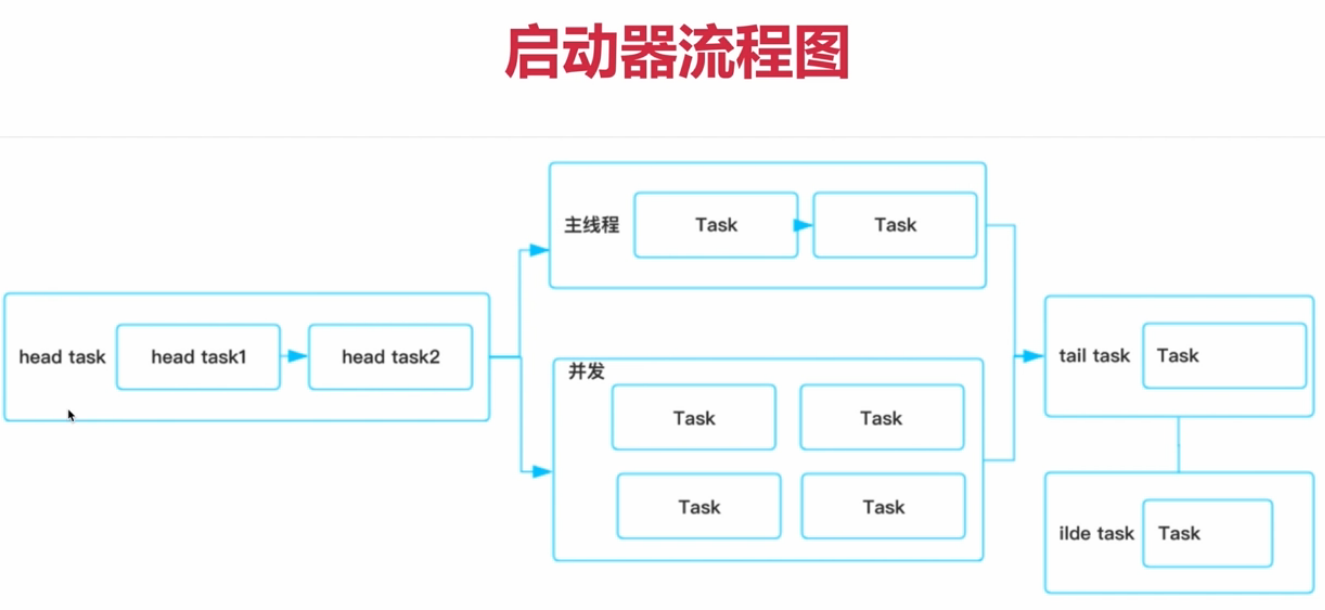 启动器流程图
head task
head task1
head task2
主线程
Task
Task
并发
Task
Task
Task
Task
tail task
Task
ilde task
Task